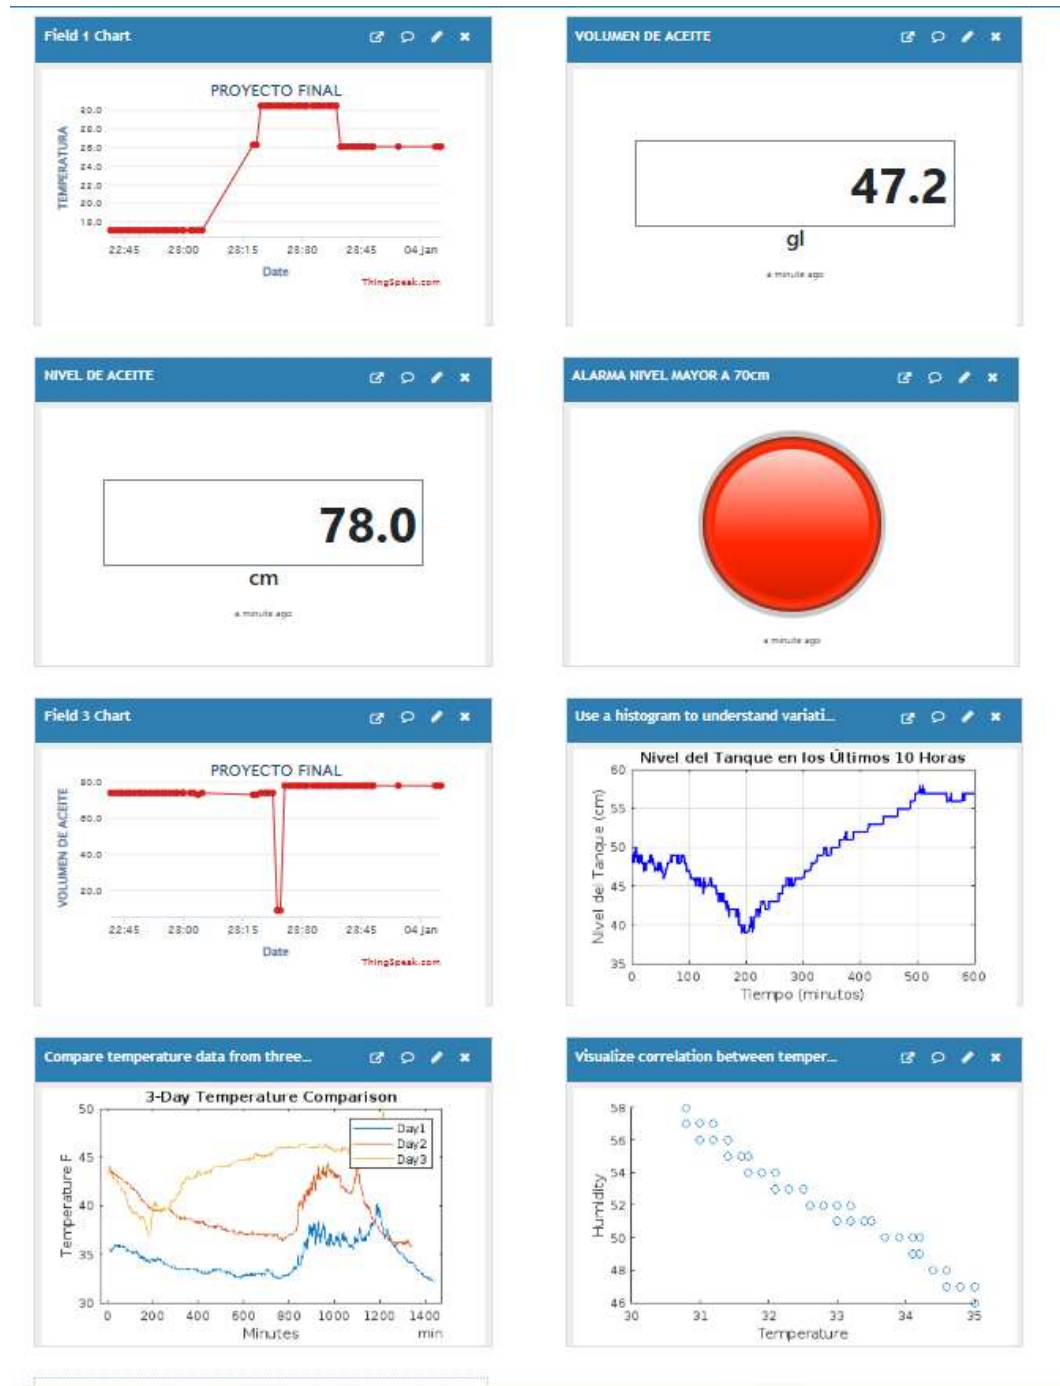 Field 1 Chart
PROYECTO FINAL
TEMPERATURA
30.0
28.0
26.0
24.0
22.0
20.0
18.0
22:45 23:00 23:15 23:30 23:45 04 Jan
Date
ThingSpeak.com
VOLUMEN DE ACEITE
47.2
gl
a minute ago
NIVEL DE ACEITE
78.0
cm
a minute ago
ALARMA NIVEL MAYOR A 70cm
a minute ago
Field 3 Chart
PROYECTO FINAL
VOLUMEN DE ACEITE
80.0
60.0
40.0
20.0
22:45 23:00 23:15 23:30 23:45 04 Jan
Date
ThingSpeak.com
Use a histogram to understand variati...
Nivel del Tanque en los Últimos 10 Horas
Nivel del Tanque (cm)
60
55
50
45
40
35
0 100 200 300 400 500 600
Tiempo (minutos)
Compare temperature data from three...
3-Day Temperature Comparison
Temperature F
50
45
40
35
30
Day1
Day2
Day3
0 200 400 600 800 1000 1200 1400
Minutes
min
Visualize correlation between temper...
Humidity
58
56
54
52
50
48
46
30 31 32 33 34 35
Temperature